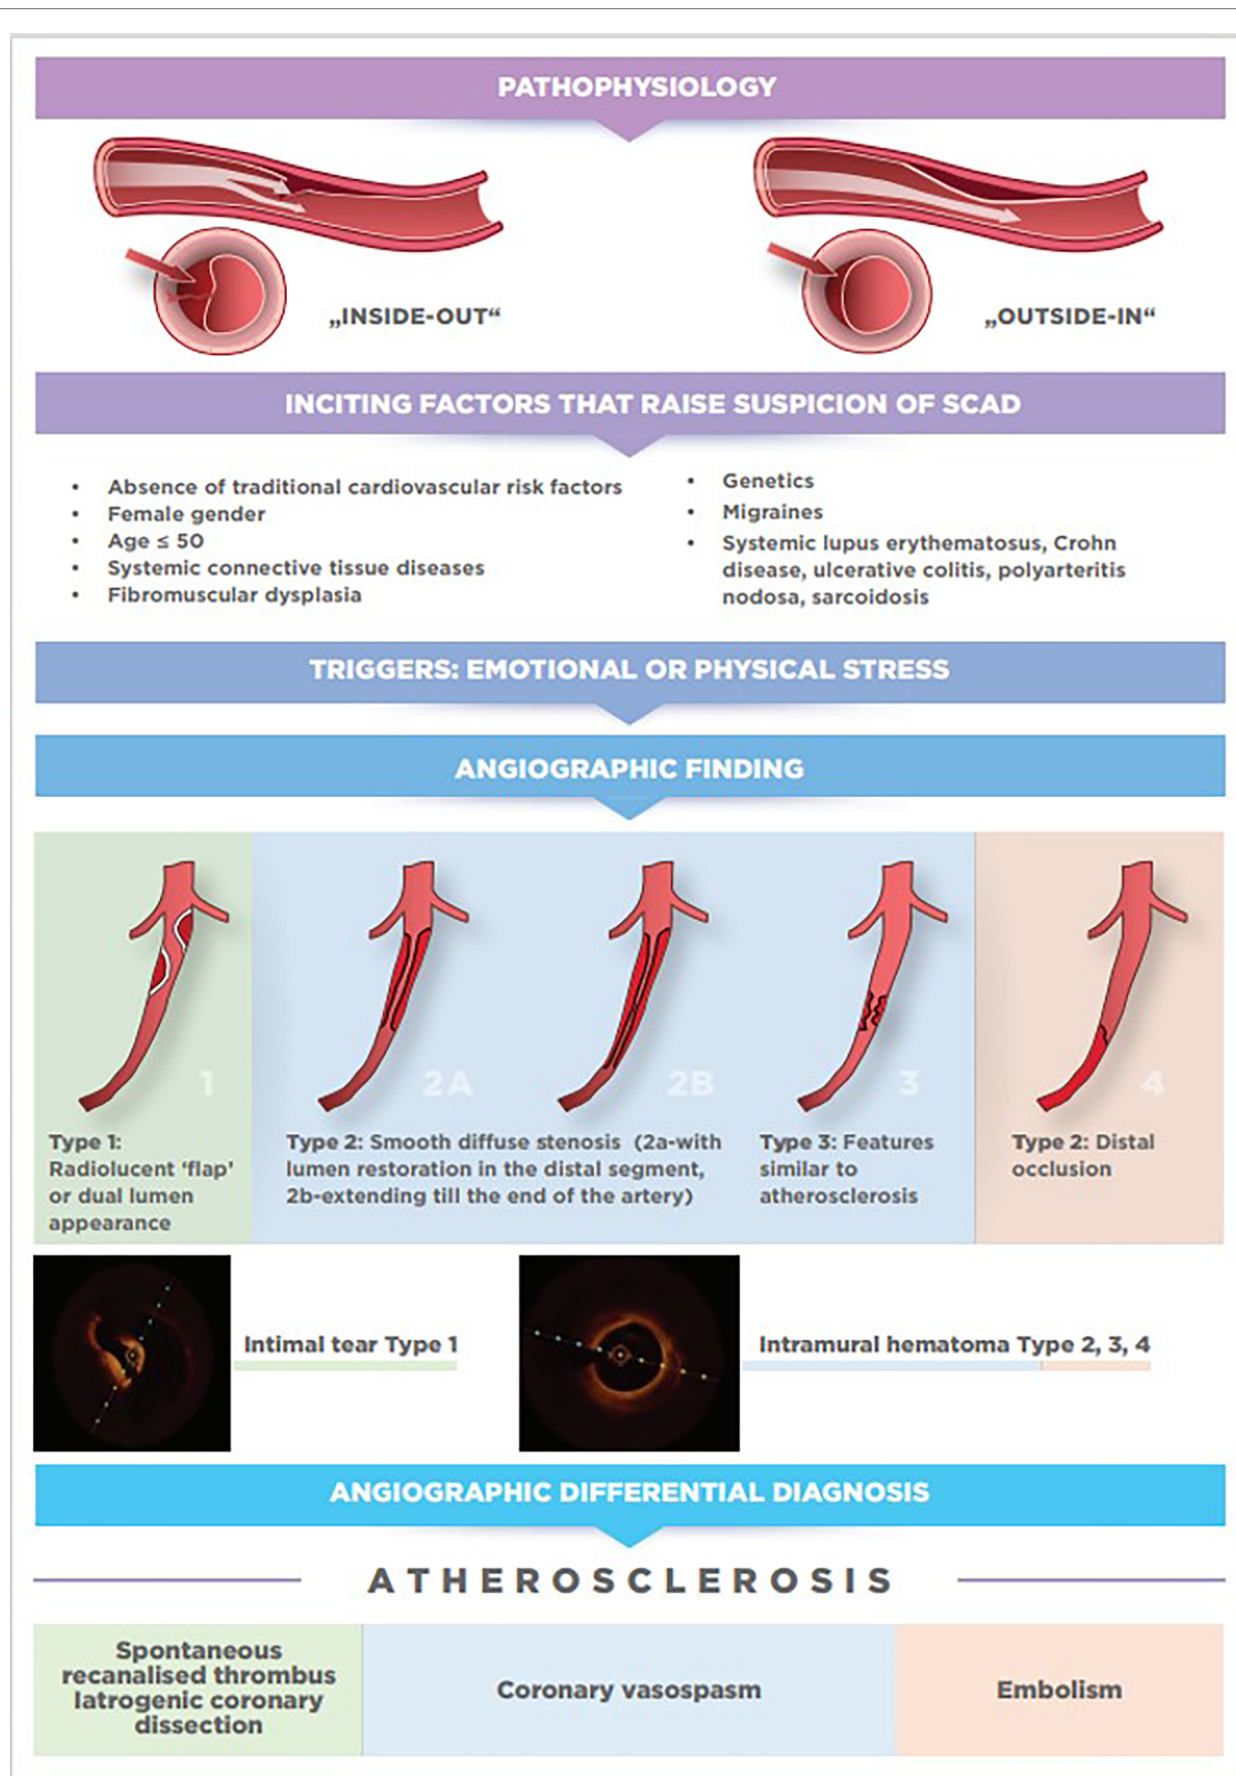 PATHOPHYSIOLOGY
„INSIDE-OUT“
„OUTSIDE-IN“
INCITING FACTORS THAT RAISE SUSPICION OF SCAD
• Absence of traditional cardiovascular risk factors
• Female gender
• Age ≤ 50
• Systemic connective tissue diseases
• Fibromuscular dysplasia
• Genetics
• Migraines
• Systemic lupus erythematosus, Crohn
disease, ulcerative colitis, polyarteritis
nodosa, sarcoidosis
TRIGGERS: EMOTIONAL OR PHYSICAL STRESS
ANGIOGRAPHIC FINDING
1
2A
2B
3
4
Type 1:
Radiolucent ‘flap’
or dual lumen
appearance
Type 2: Smooth diffuse stenosis (2a-with
lumen restoration in the distal segment,
2b-extending till the end of the artery)
Type 3: Features
similar to
atherosclerosis
Type 2: Distal
occlusion
Intimal tear Type 1
Intramural hematoma Type 2, 3, 4
ANGIOGRAPHIC DIFFERENTIAL DIAGNOSIS
ATHEROSCLEROSIS
Spontaneous
recanalised thrombus
Iatrogenic coronary
dissection
Coronary vasospasm
Embolism